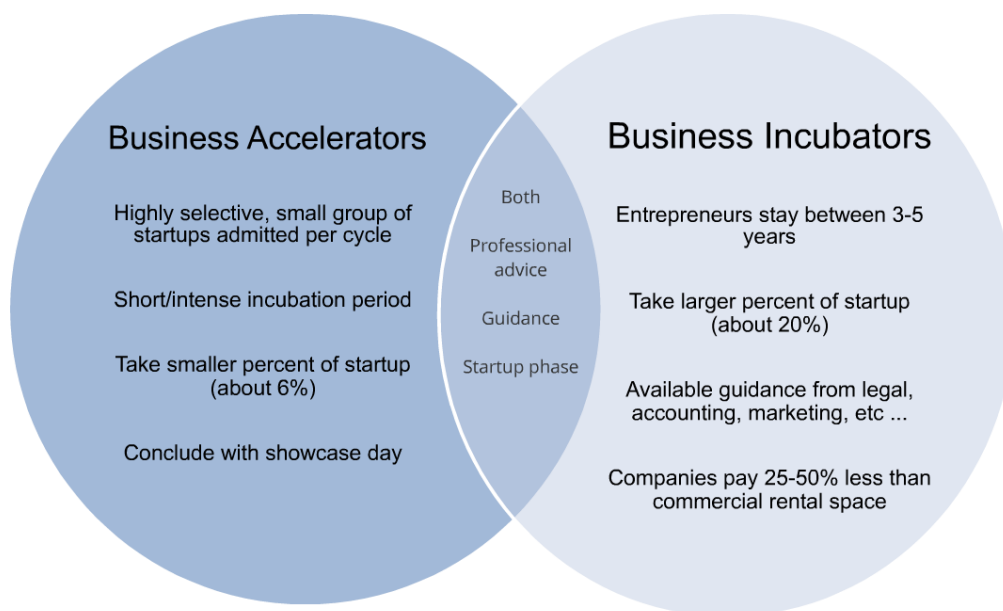 Business Accelerators
Highly selective, small group of
startups admitted per cycle
Short/intense incubation period
Take smaller percent of startup
(about 6%)
Conclude with showcase day
Both
Professional
advice
Guidance
Startup phase
Business Incubators
Entrepreneurs stay between 3-5
years
Take larger percent of startup
(about 20%)
Available guidance from legal,
accounting, marketing, etc ...
Companies pay 25-50% less than
commercial rental space